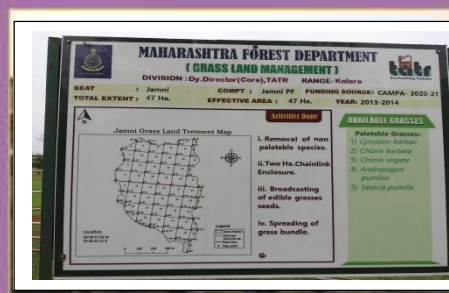 MAHARASHTRA FOREST DEPARTMENT
( GRASS LAND MANAGEMENT )
DIVISION : Dy.Director(Core),TATR RANGE-Kolara
tatr
BEAT : Jamni COMPT : Jamni PF FUNDING SOURCE: CAMPA- 2020-21
TOTAL EXTENT : 47 Ha. EFFECTIVE AREA : 47 Ha. YEAR: 2013-2014
Jamni Grass Land Tretment Map
Location
Legend
Activities Done
i. Removal of non
palatable species.
ii.Two Ha.Chainlink
Enclosure.
iii. Broadcasting
of edible grasses
seeds.
iv. Spreading of
grass bundle.
AVAILABLE GRASSES
Palatable Grasses:-
1) Cynodon barberi
2) Chloris barbata
3) Chloris virgata
4) Andropogon
pumilus
5) Setaria pumilla